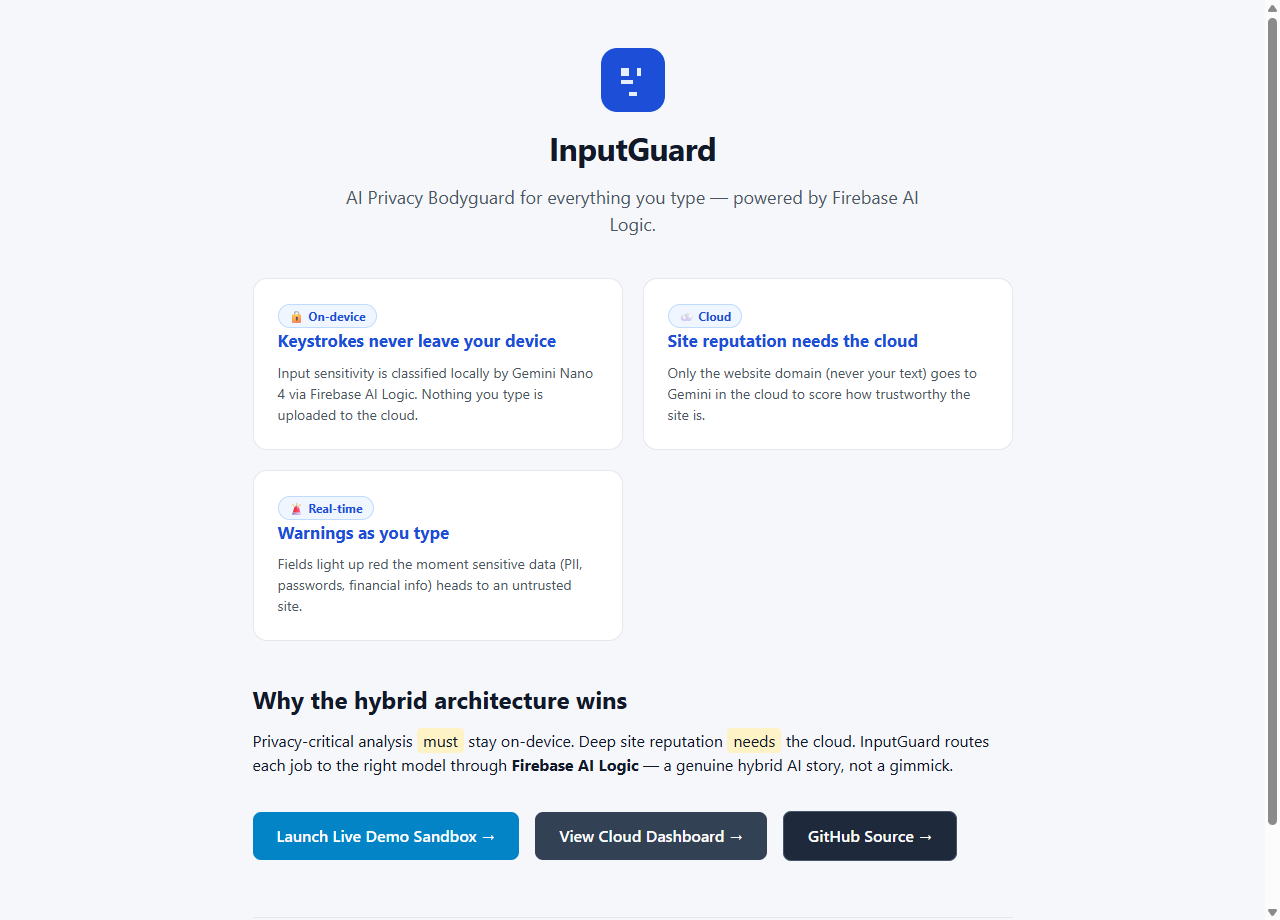 InputGuard
AI Privacy Bodyguard for everything you type — powered by Firebase AI
Logic.
On-device
Keystrokes never leave your device
Input sensitivity is classified locally by Gemini Nano
4 via Firebase AI Logic. Nothing you type is
uploaded to the cloud.
Cloud
Site reputation needs the cloud
Only the website domain (never your text) goes to
Gemini in the cloud to score how trustworthy the
site is.
Real-time
Warnings as you type
Fields light up red the moment sensitive data (PII,
passwords, financial info) heads to an untrusted
site.
Why the hybrid architecture wins
Privacy-critical analysis must stay on-device. Deep site reputation needs the cloud. InputGuard routes
each job to the right model through Firebase AI Logic — a genuine hybrid AI story, not a gimmick.
Launch Live Demo Sandbox →
View Cloud Dashboard →
GitHub Source →